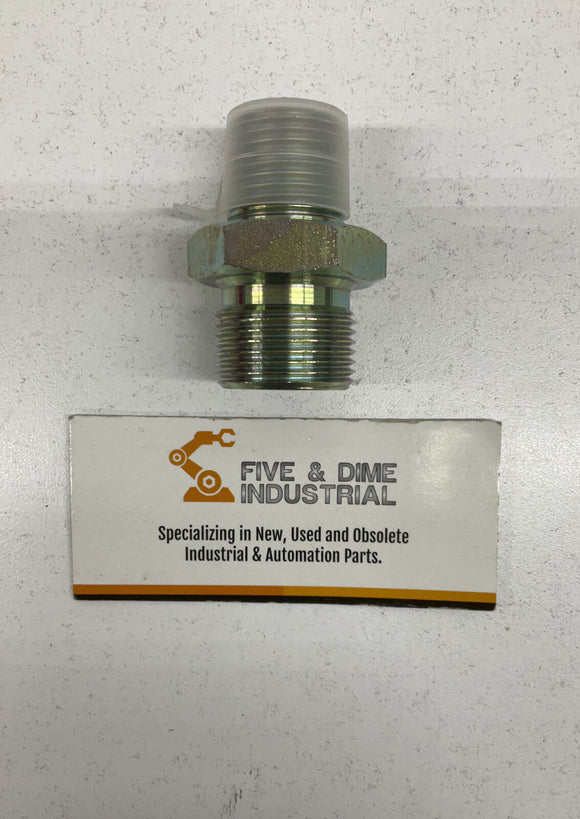 FIVE & DIME
INDUSTRIAL
Specializing in New, Used and Obsolete
Industrial & Automation Parts.